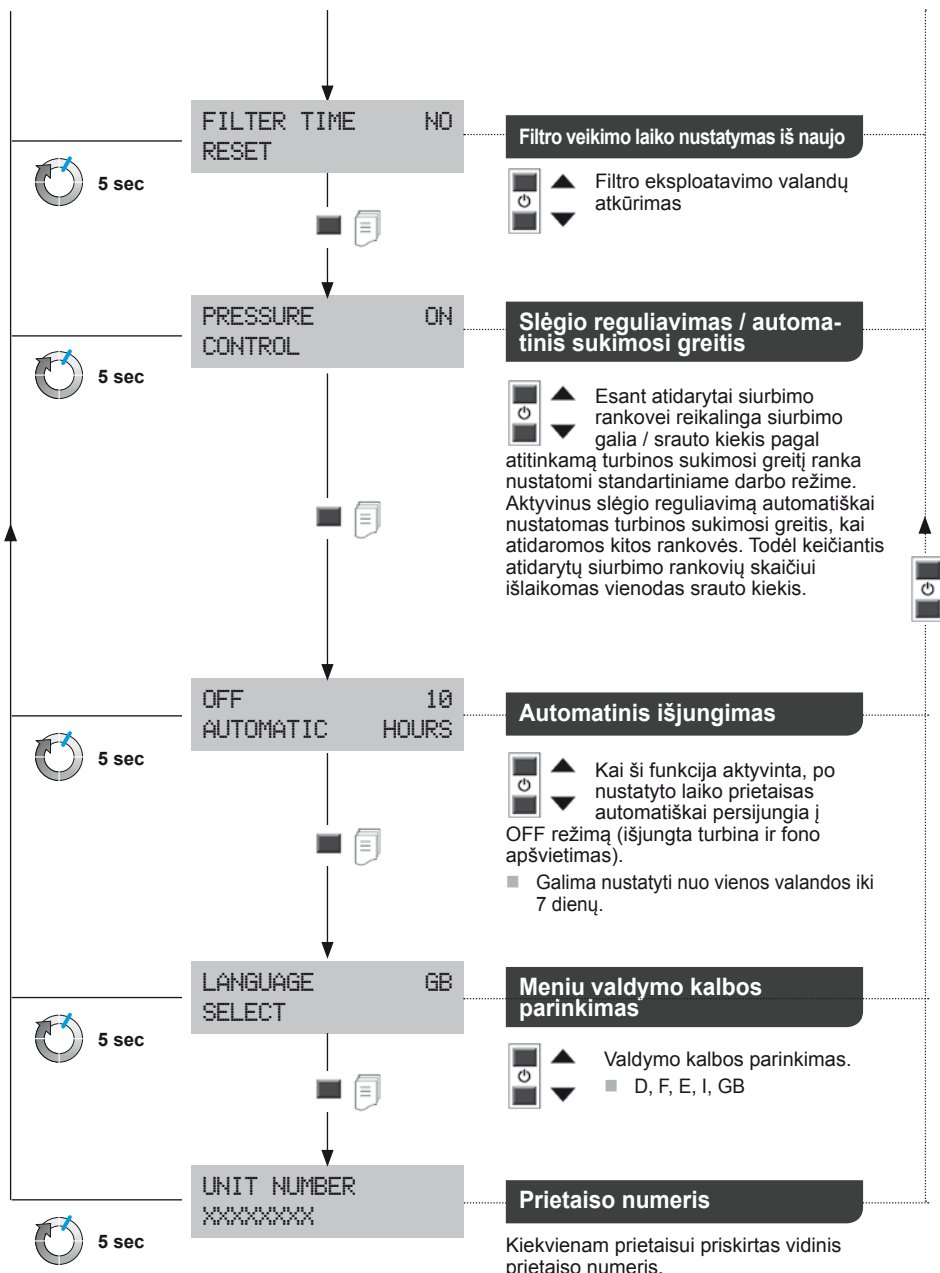 FILTER TIME NO
RESET
Filtro veikimo laiko nustatymas iš naujo
5 sec
Filtro eksploatavimo valandų
atkūrimas
PRESSURE ON
CONTROL
Slėgio reguliavimas / automa-
tinis sukimosi greitis
5 sec
Esant atidarytai siurbimo
rankovei reikalinga siurbimo
galia / srauto kiekis pagal
atitinkamą turbinos sukimosi greitį ranka
nustatomi standartiniame darbo režime.
Aktyvinus slėgio reguliavimą automatiškai
nustatomas turbinos sukimosi greitis, kai
atidaromos kitos rankovės. Todėl keičiantis
atidarytų siurbimo rankovių skaičiui
išlaikomas vienodas srauto kiekis.
OFF 10
AUTOMATIC HOURS
Automatinis išjungimas
5 sec
Kai ši funkcija aktyvinta, po
nustatyto laiko prietaisas
automatiškai persijungia į
OFF režimą (išjungta turbina ir fono
apšvietimas).
Galima nustatyti nuo vienos valandos iki
7 dienų.
LANGUAGE GB
SELECT
Meniu valdymo kalbos
parinkimas
5 sec
Valdymo kalbos parinkimas.
D, F, E, I, GB
UNIT NUMBER
XXXXXXXX
Prietaiso numeris
5 sec
Kiekvienam prietaisui priskirtas vidinis
prietaiso numeris.